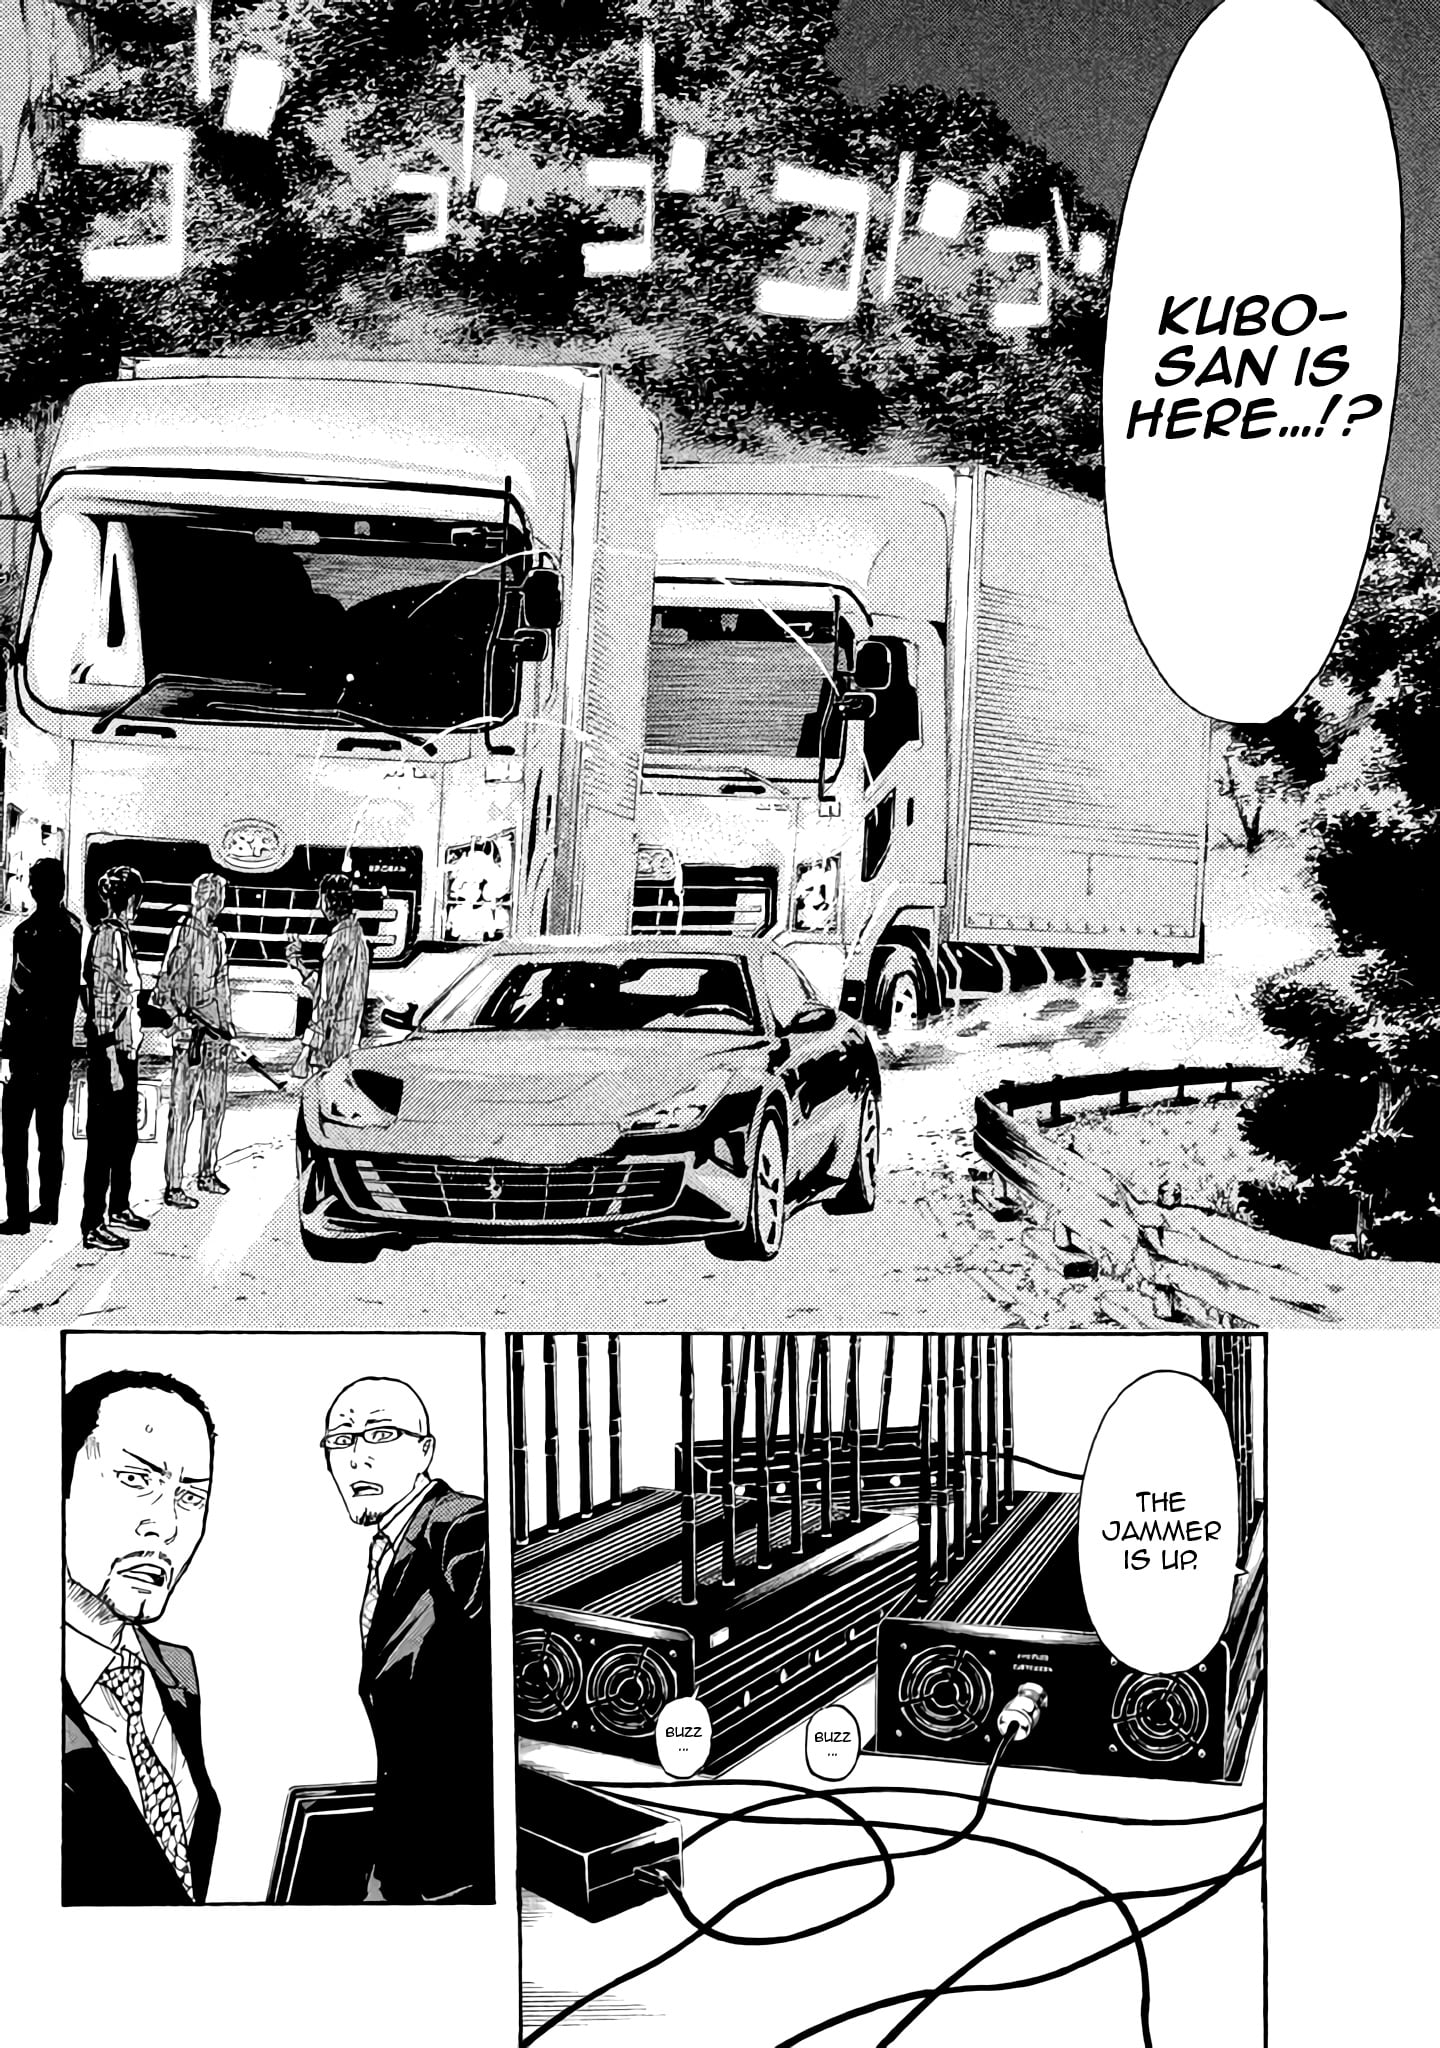 KUBO-
SAN IS
HERE...!?
ゴゴゴゴゴ
THE
JAMMER
IS UP.
BUZZ
...
BUZZ
...